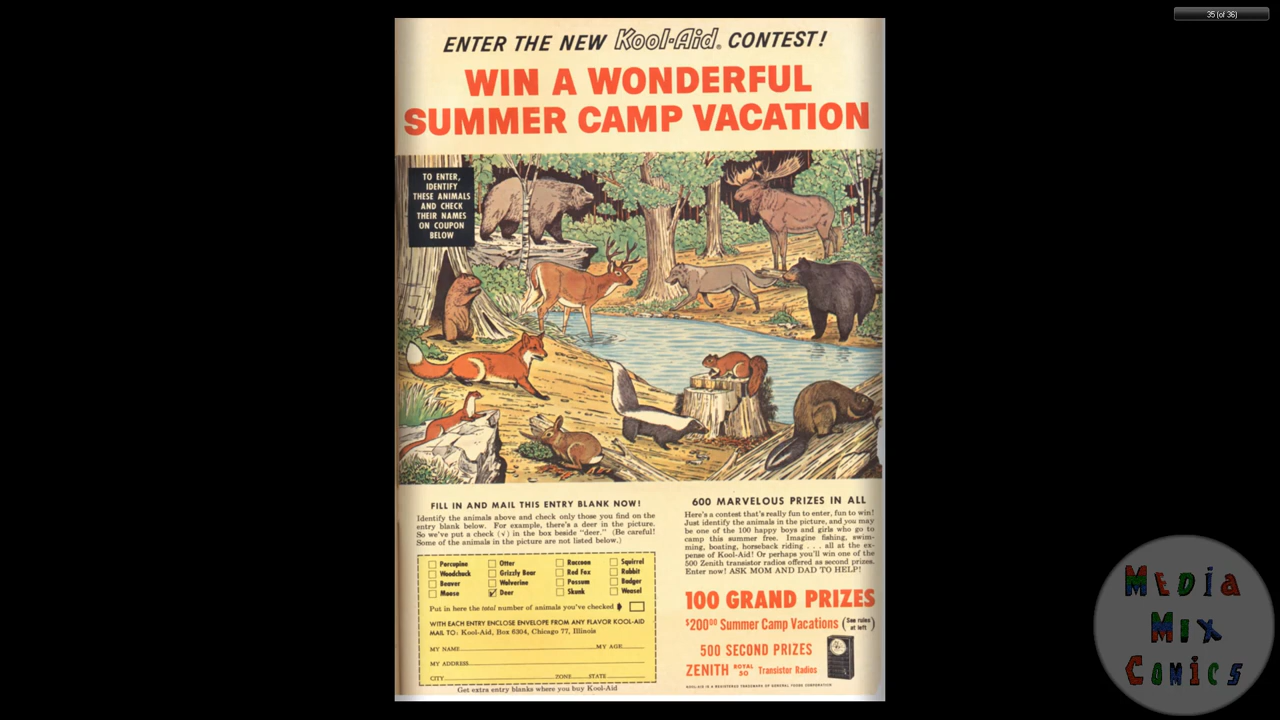 35 (of 36)
ENTER THE NEW Kool-Aid® CONTEST!
WIN A WONDERFUL
SUMMER CAMP VACATION
TO ENTER,
IDENTIFY
THESE ANIMALS
AND CHECK
THEIR NAMES
ON COUPON
BELOW
FILL IN AND MAIL THIS ENTRY BLANK NOW!
Identify the animals above and check only those you find on the
entry blank below. For example, there's a deer in the picture.
So we've put a check (√) in the box beside "deer." (Be careful!
Some of the animals in the picture are not listed below.)
Porcupine Otter Raccoon Squirrel
Woodchuck Grizzly Bear Red Fox Rabbit
Beaver Wolverine Possum Badger
Moose Deer Skunk Weasel
Put in here the total number of animals you've checked
WITH EACH ENTRY ENCLOSE ENVELOPE FROM ANY FLAVOR KOOL-AID
MAIL TO: Kool-Aid, Box 6304, Chicago 77, Illinois
MY NAME MY AGE
MY ADDRESS
CITY ZONE STATE
Get extra entry blanks where you buy Kool-Aid
600 MARVELOUS PRIZES IN ALL
Here's a contest that's really fun to enter, fun to win!
Just identify the animals in the picture, and you may
be one of the 100 happy boys and girls who go to
camp this summer free. Imagine fishing, swim-
ming, boating, horseback riding . . . all at the ex-
pense of Kool-Aid! Or perhaps you'll win one of the
500 Zenith transistor radios offered as second prizes.
Enter now! ASK MOM AND DAD TO HELP!
100 GRAND PRIZES
$200.00 Summer Camp Vacations (See rules at left)
500 SECOND PRIZES
ZENITH ROYAL 50 Transistor Radios
KOOL-AID IS A REGISTERED TRADEMARK OF GENERAL FOODS CORPORATION
MEDIA
MIX
COMICS